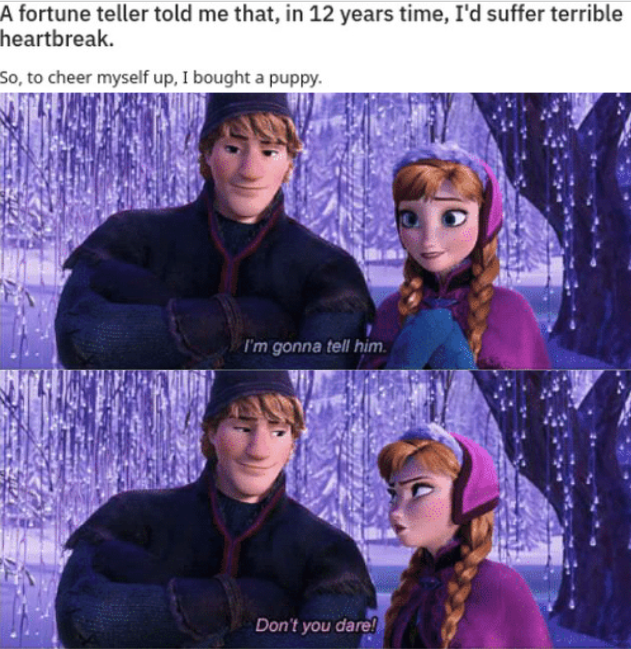 A fortune teller told me that, in 12 years time, I'd suffer terrible
heartbreak.
So, to cheer myself up, I bought a puppy.
I'm gonna tell him.
Don't you dare!